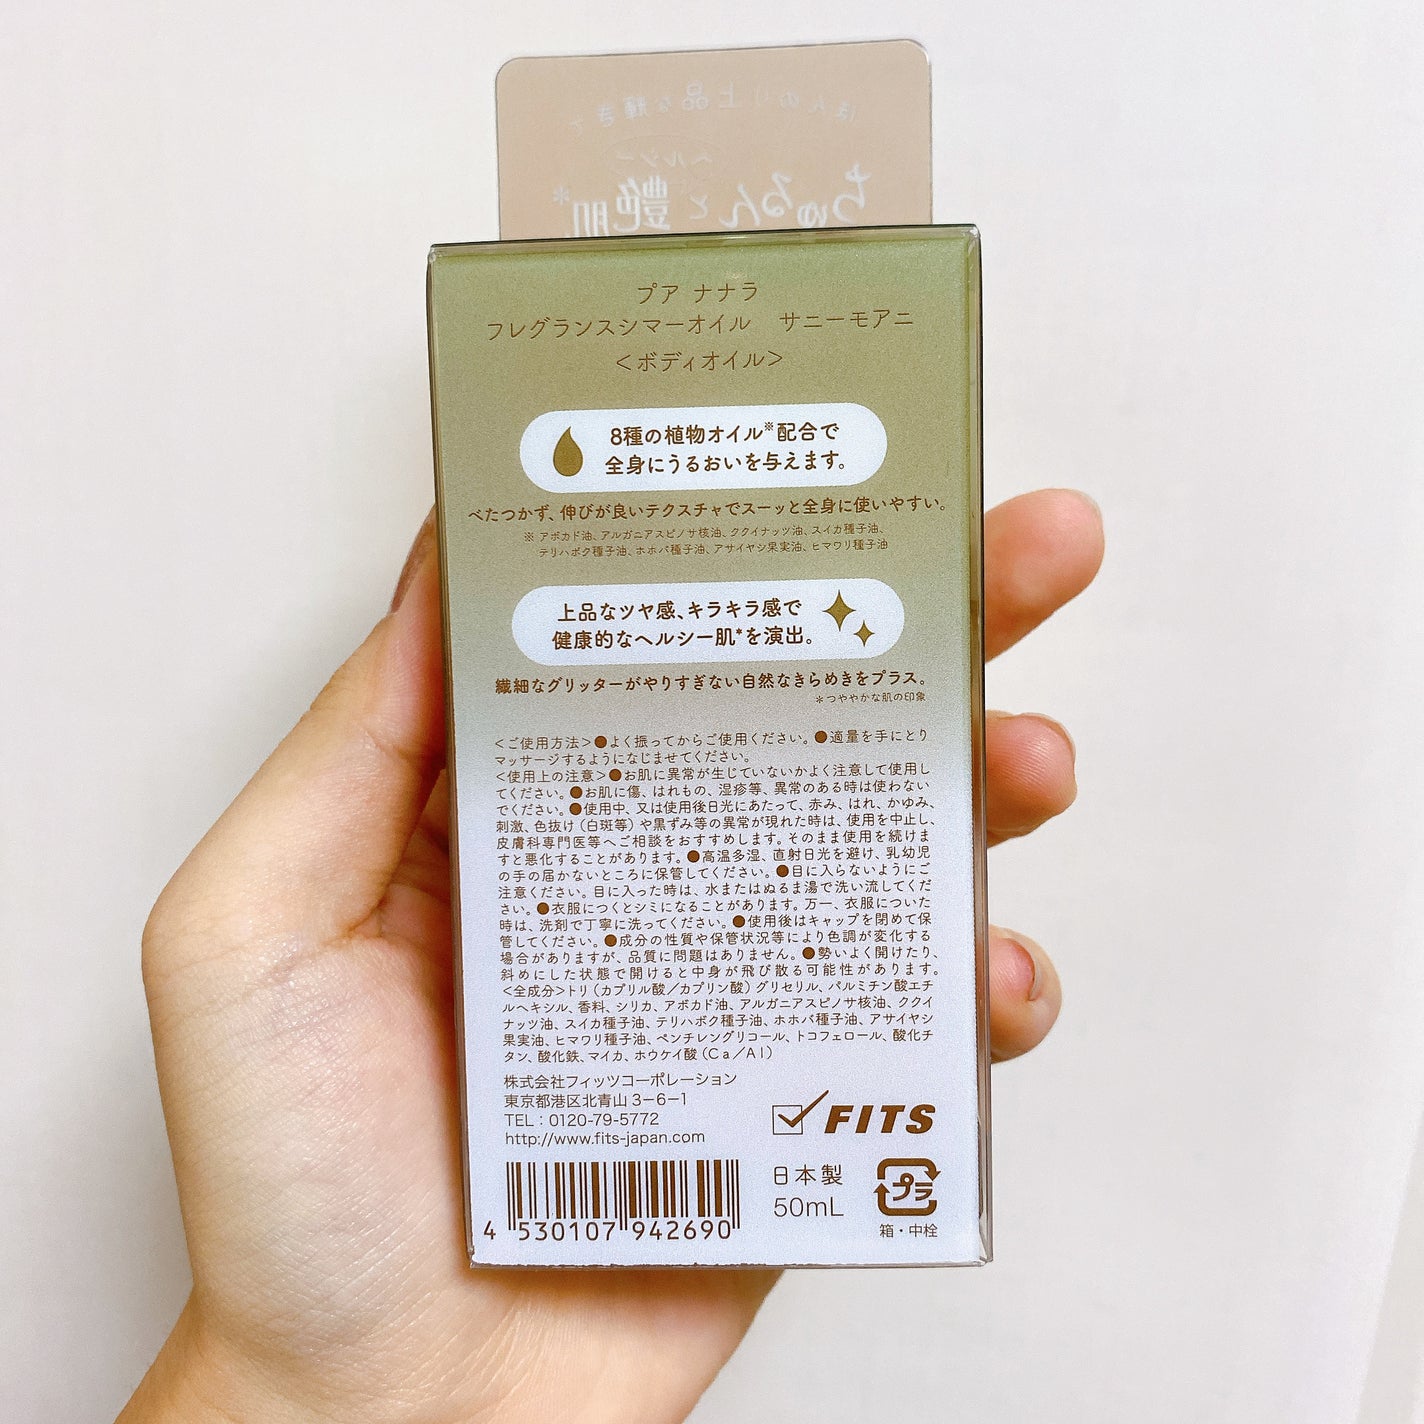 ほんのり上品な輝きで
ヘルシー
ちゅるんと艶肌*
プア ナナラ
フレグランスシマーオイル サニーモアニ
<ボディオイル>
8種の植物オイル※配合で
全身にうるおいを与えます。
べたつかず、伸びが良いテクスチャでスーッと全身に使いやすい。
※ アボカド油、アルガニアスピノサ核油、ククイナッツ油、スイカ種子油、
テリハボク種子油、ホホバ種子油、アサイヤシ果実油、ヒマワリ種子油
上品なツヤ感、キラキラ感で
健康的なヘルシー肌*を演出。
繊細なグリッターがやりすぎない自然なきらめきをプラス。
*つややかな肌の印象
<ご使用方法>●よく振ってからご使用ください。●適量を手にとり
マッサージするようになじませてください。
<使用上の注意>●お肌に異常が生じていないかよく注意して使用し
てください。●お肌に傷、はれもの、湿疹等、異常のある時は使わない
でください。●使用中、又は使用後日光にあたって、赤み、はれ、かゆみ、
刺激、色抜け(白斑等)や黒ずみ等の異常が現れた時は、使用を中止し、
皮膚科専門医等へご相談をおすすめします。そのまま使用を続けま
すと悪化することがあります。●高温多湿、直射日光を避け、乳幼児
の手の届かないところに保管してください。●目に入らないようにご
注意ください。目に入った時は、水またはぬるま湯で洗い流してくだ
さい。●衣服につくとシミになることがあります。万一、衣服についた
時は、洗剤で丁寧に洗ってください。●使用後はキャップを閉めて保
管してください。●成分の性質や保管状況等により色調が変化する
場合がありますが、品質に問題はありません。●勢いよく開けたり、
斜めにした状態で開けると中身が飛び散る可能性があります。
<全成分>トリ(カプリル酸/カプリン酸)グリセリル、パルミチン酸エチ
ルヘキシル、香料、シリカ、アボカド油、アルガニアスピノサ核油、ククイ
ナッツ油、スイカ種子油、テリハボク種子油、ホホバ種子油、アサイヤシ
果実油、ヒマワリ種子油、ペンチレングリコール、トコフェロール、酸化チ
タン、酸化鉄、マイカ、ホウケイ酸(Ca/Al)
株式会社フィッツコーポレーション
東京都港区北青山3-6-1
TEL:0120-79-5772
http://www.fits-japan.com
FITS
日本製
50mL
プラ
箱・中栓
4 530107 942690